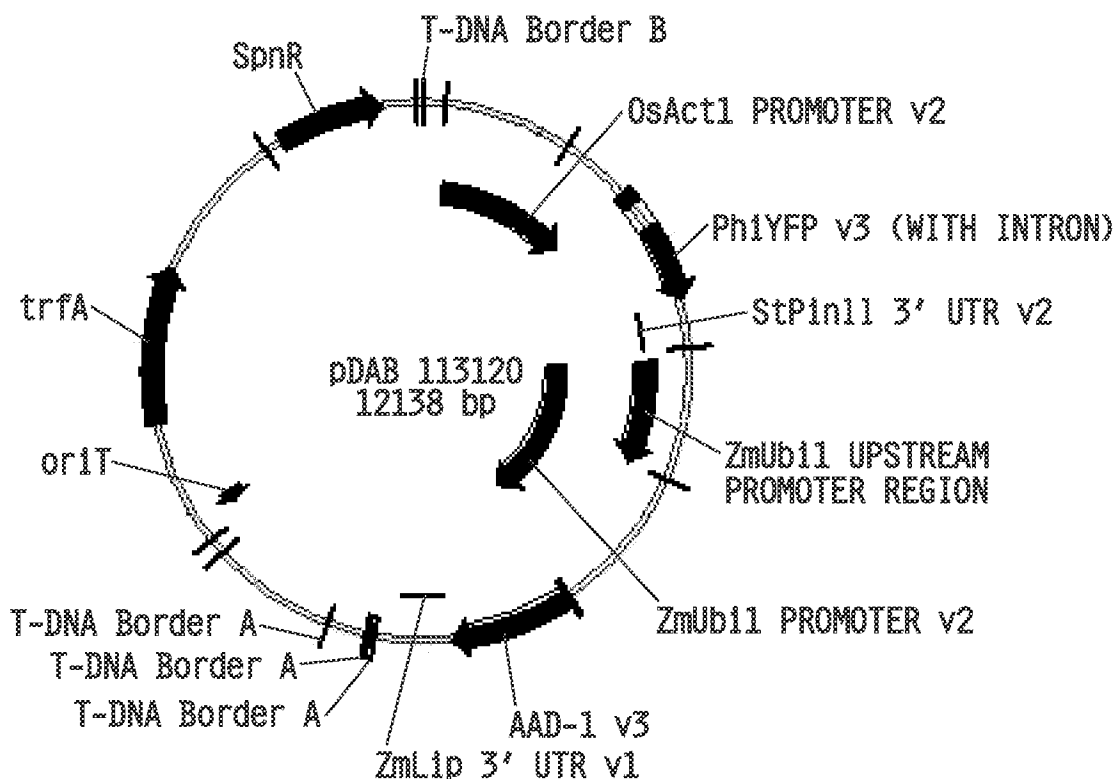 T-DNA Border B
SpnR
OsAct1 PROMOTER v2
PhiYFP v3 (WITH INTRON)
trfA
StPinll 3' UTR v2
pDAB 113120
12138 bp
oriT
ZmUbi1 UPSTREAM
PROMOTER REGION
T-DNA Border A
ZmUbi1 PROMOTER v2
T-DNA Border A
T-DNA Border A
AAD-1 v3
ZmLip 3' UTR v1